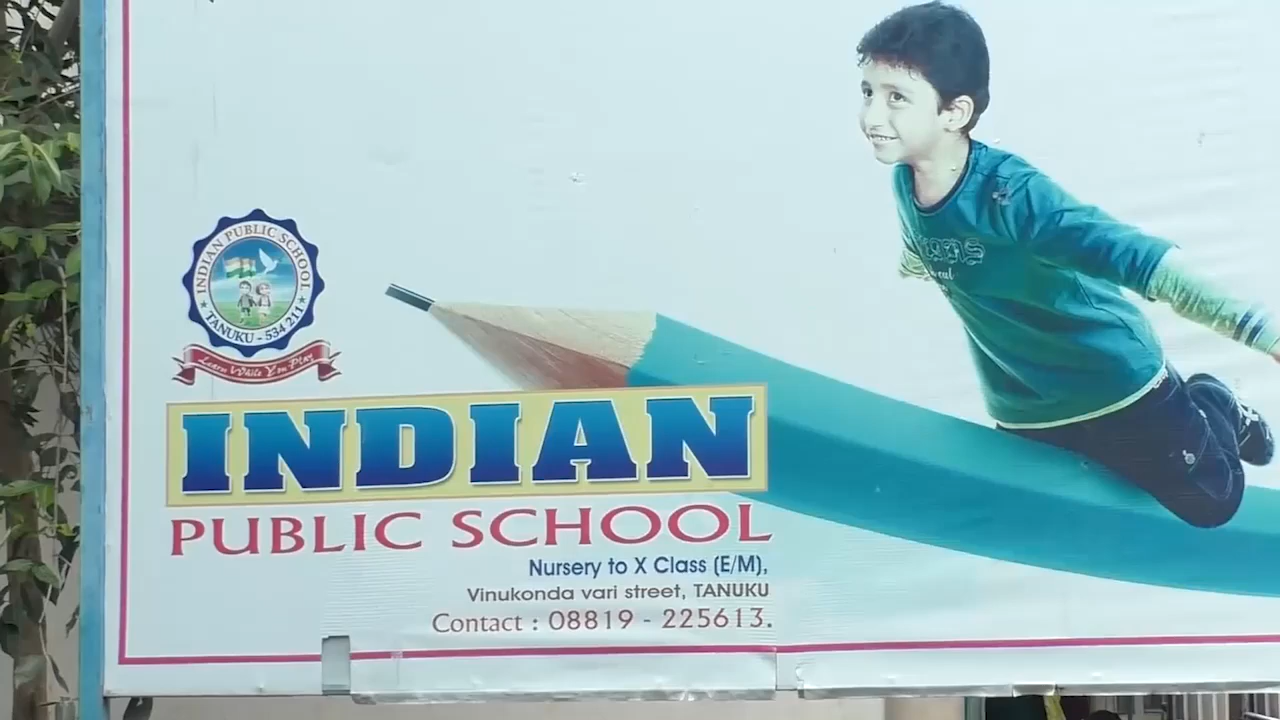 INDIAN PUBLIC SCHOOL
★ TANUKU - 534 211 ★
Learn While You Play
INDIAN
PUBLIC SCHOOL
Nursery to X Class (E/M),
Vinukonda vari street, TANUKU
Contact : 08819 - 225613.